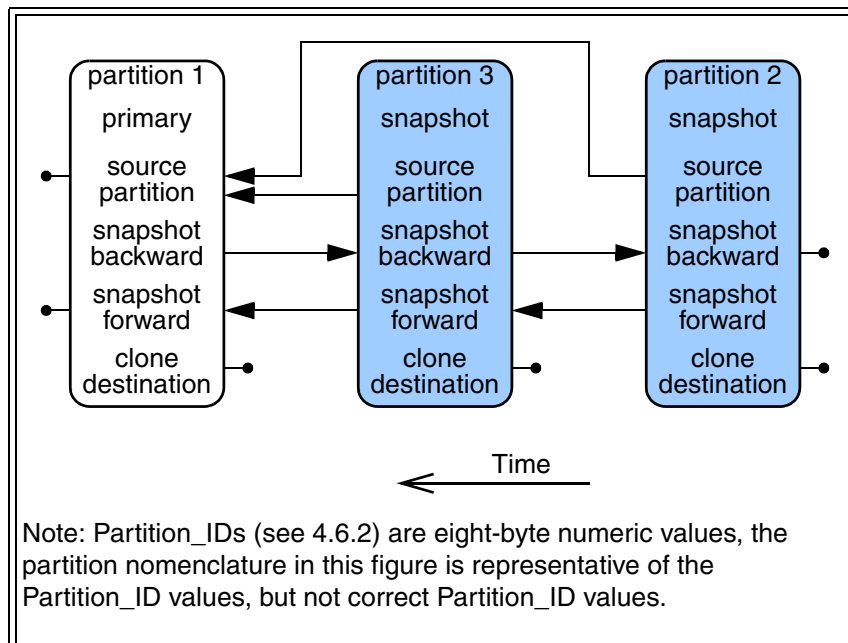 partition 1
primary
source
partition
snapshot
backward
snapshot
forward
clone
destination
partition 3
snapshot
source
partition
snapshot
backward
snapshot
forward
clone
destination
partition 2
snapshot
source
partition
snapshot
backward
snapshot
forward
clone
destination
Time
Note: Partition_IDs (see 4.6.2) are eight-byte numeric values, the
partition nomenclature in this figure is representative of the
Partition_ID values, but not correct Partition_ID values.